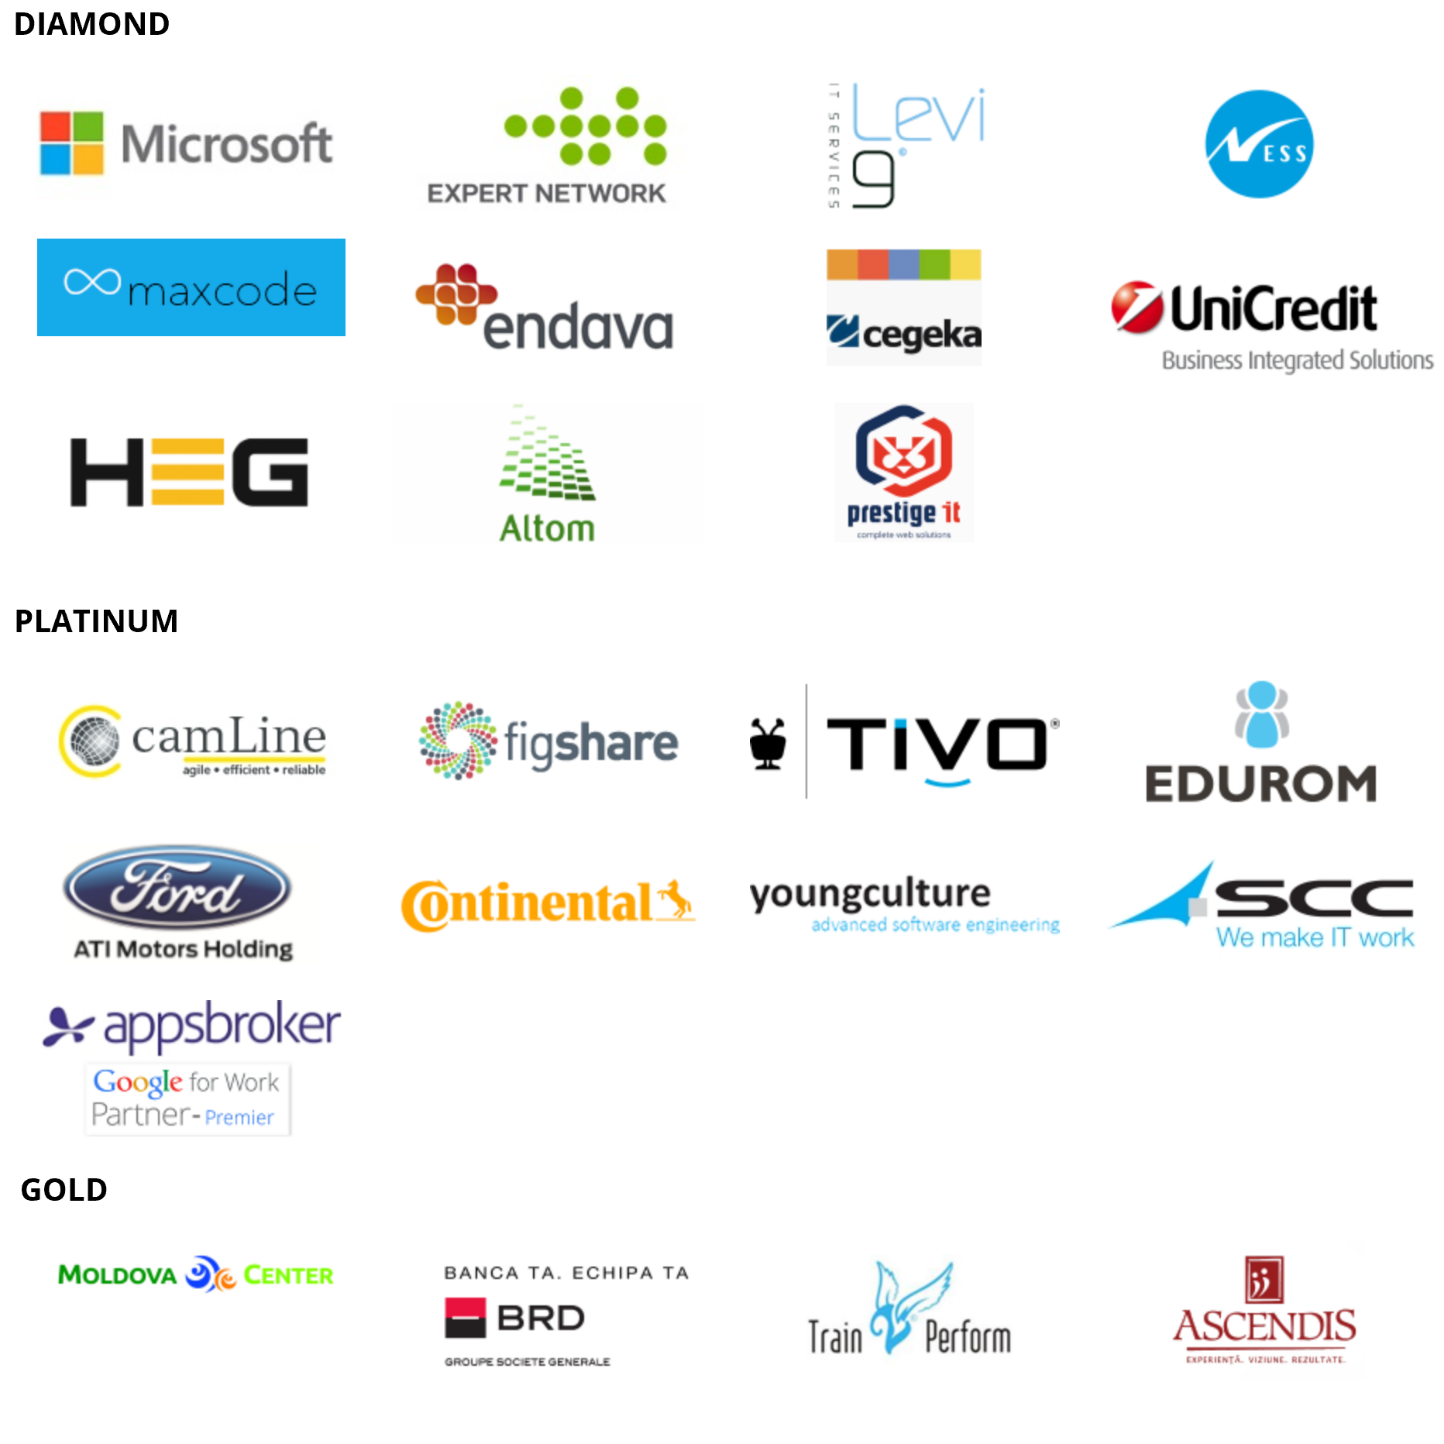 DIAMOND
Microsoft
EXPERT NETWORK
IT SERVICES
Levi
9
NESS
maxcode
endava
cegeka
UniCredit
Business Integrated Solutions
HEG
Altom
prestige it
complete web solutions
PLATINUM
camLine
agile • efficient • reliable
figshare
TiVO®
EDUROM
Ford
ATI Motors Holding
Continental
youngculture
advanced software engineering
SCC
We make IT work
appsbroker
Google for Work
Partner - Premier
GOLD
MOLDOVA CENTER
BANCA TA. ECHIPA TA
BRD
GROUPE SOCIETE GENERALE
Train Perform
ASCENDIS
EXPERIENȚĂ. VIZIUNE. REZULTATE.